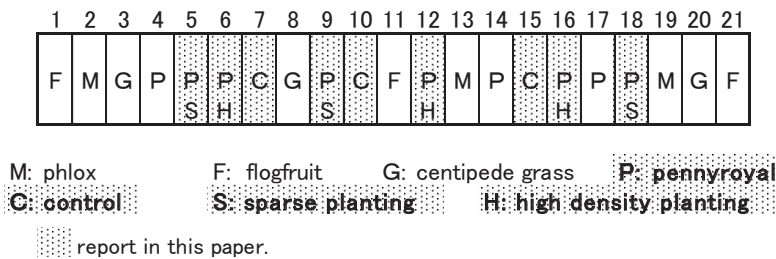 1 2 3 4 5 6 7 8 9 10 11 12 13 14 15 16 17 18 19 20 21
F M G P P P C G P C F P M P C P P P M G F
S H S H H S
M: phlox F: flogfruit G: centipede grass P: pennyroyal
C: control S: sparse planting H: high density planting
report in this paper.